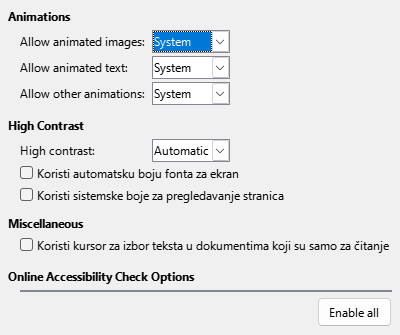 Animations
Allow animated images: System
Allow animated text: System
Allow other animations: System
High Contrast
High contrast: Automatic
Koristi automatsku boju fonta za ekran
Koristi sistemske boje za pregledavanje stranica
Miscellaneous
Koristi kursor za izbor teksta u dokumentima koji su samo za čitanje
Online Accessibility Check Options
Enable all